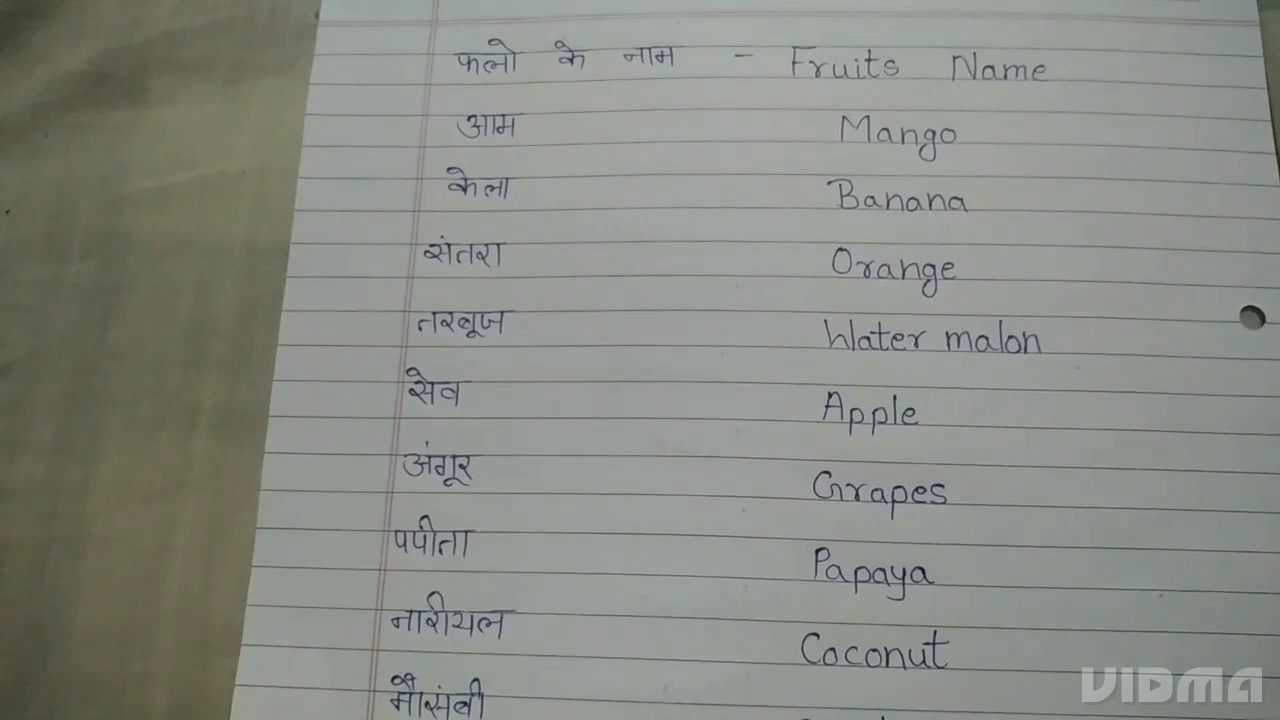 फलो के नाम - Fruits Name
आम Mango
केला Banana
संतरा Orange
तरबूज Water malon
सेव Apple
अंगूर Grapes
पपीता Papaya
नारीयल Coconut
मौसंबी
VIDMA